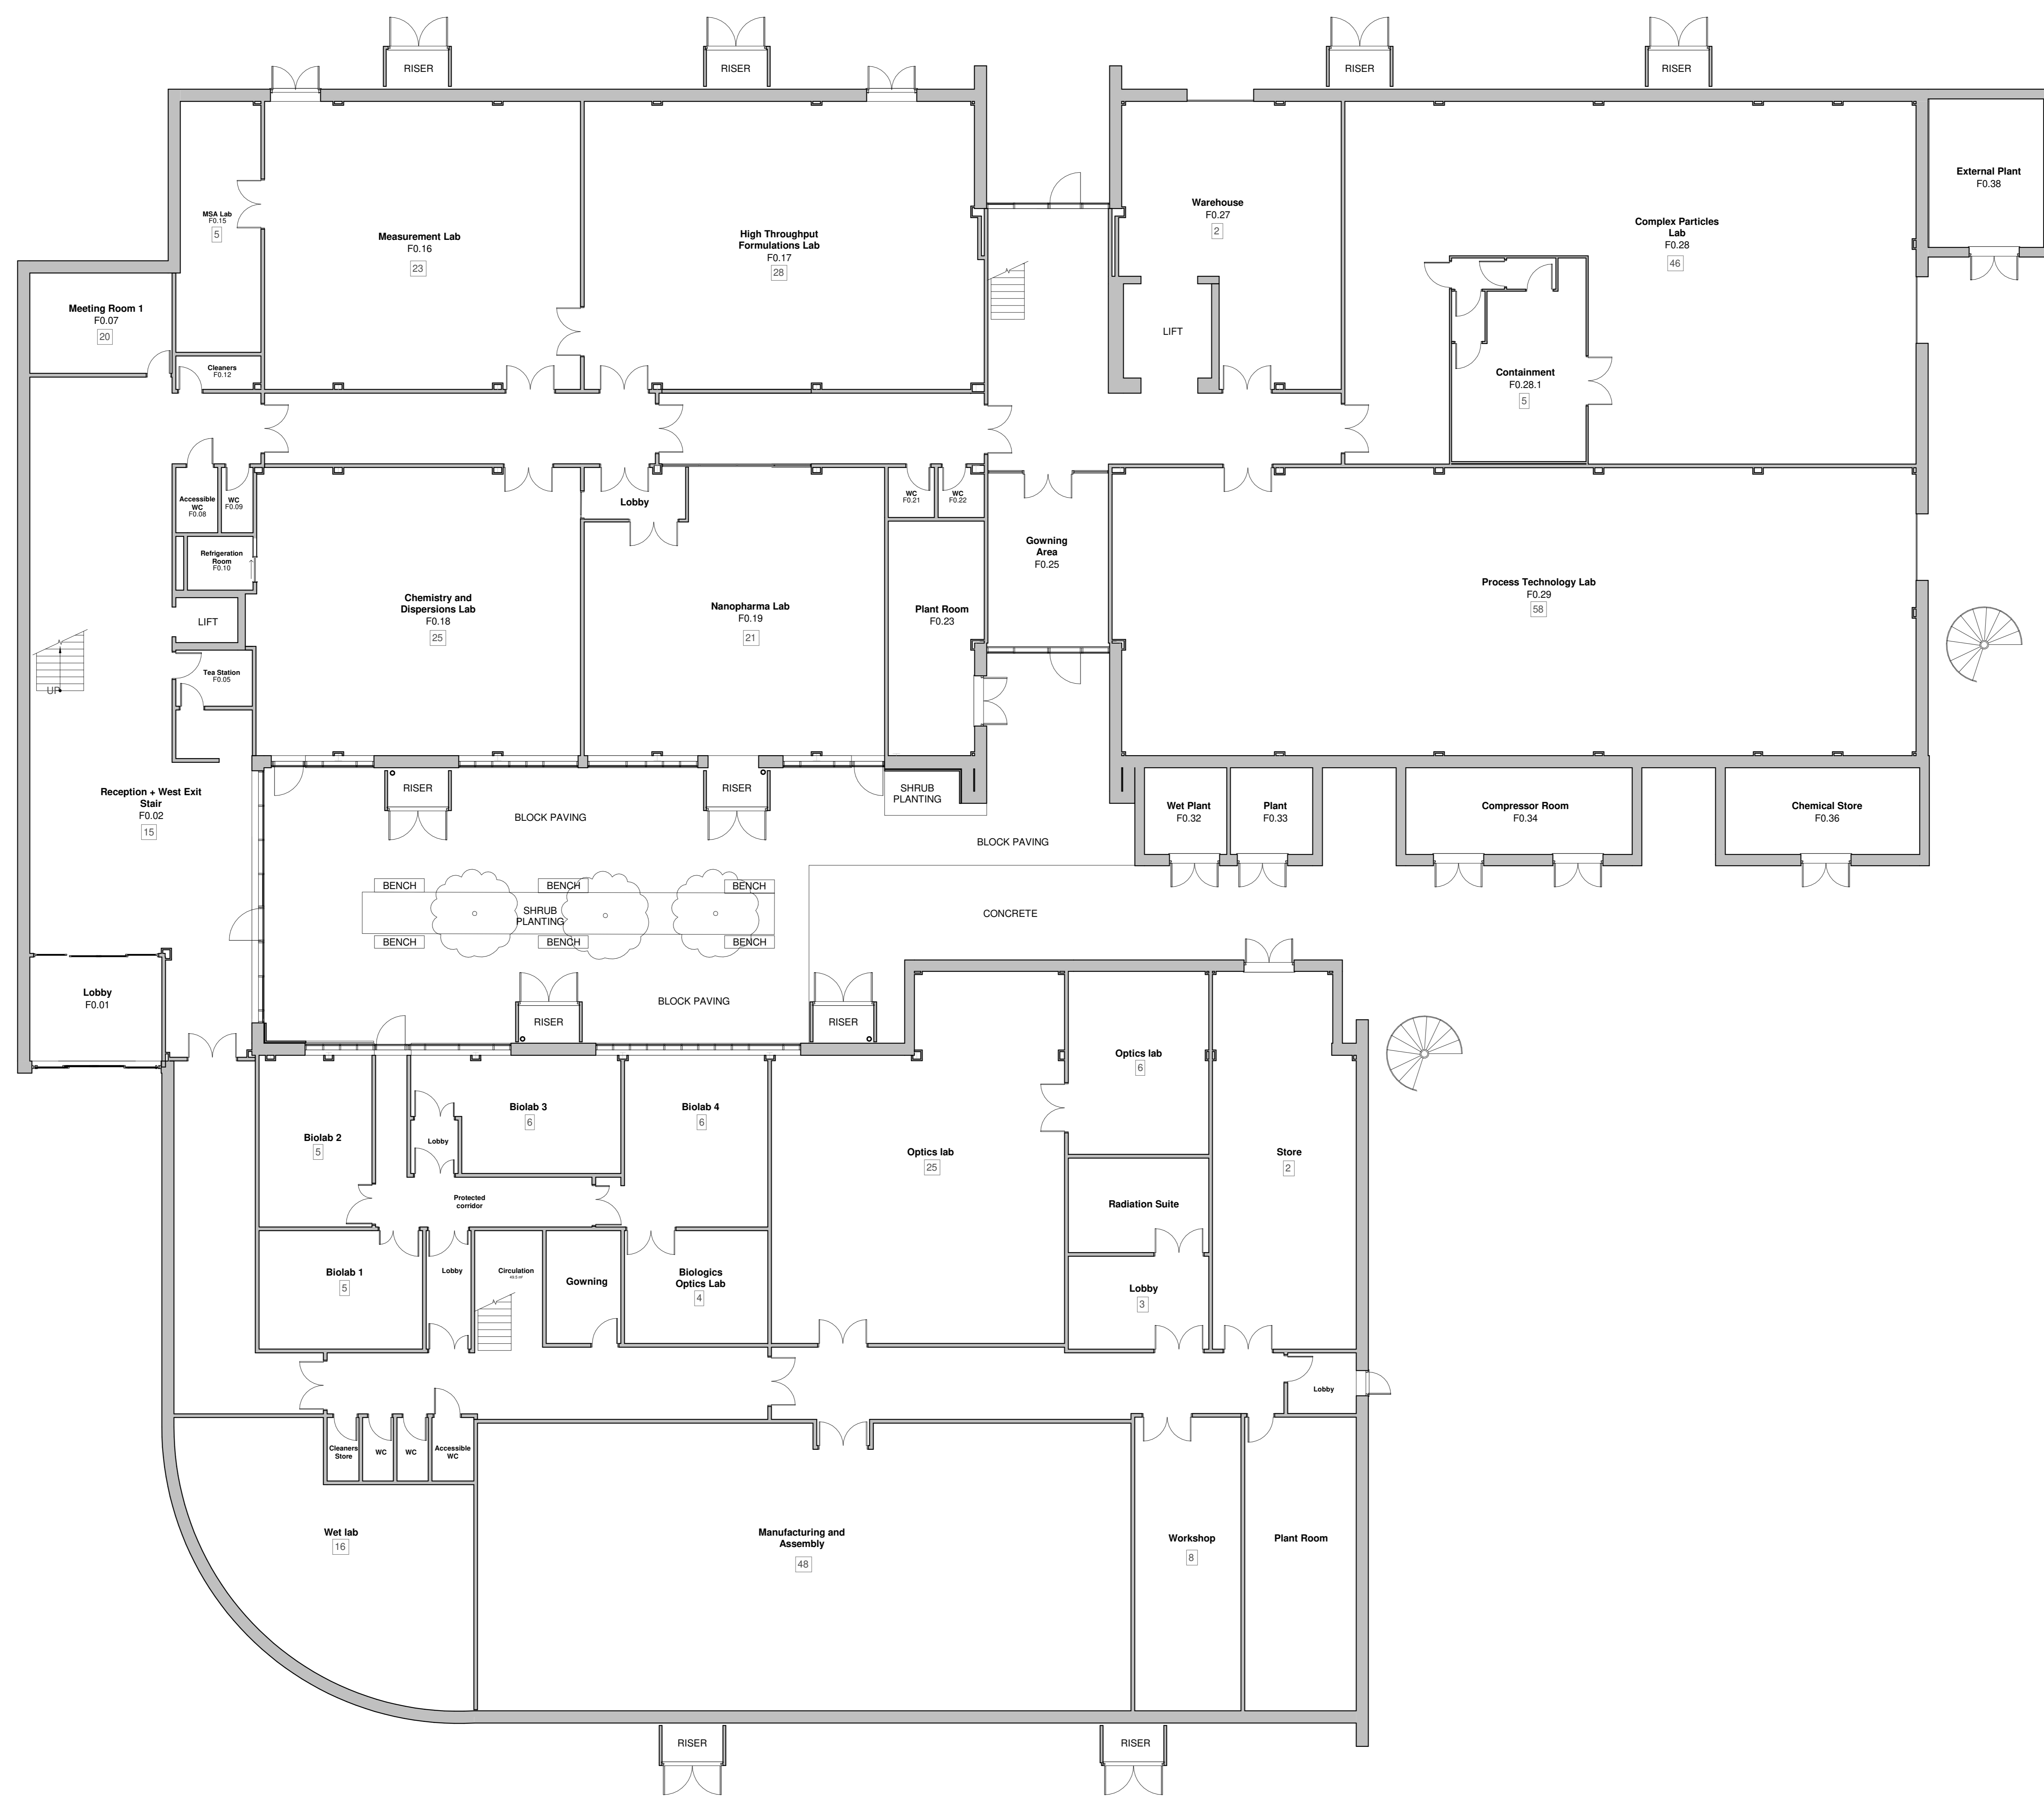 RISER
RISER
RISER
RISER
External Plant
F0.38
MSA Lab
F0.15
5
Measurement Lab
F0.16
23
High Throughput
Formulations Lab
F0.17
28
Warehouse
F0.27
2
Complex Particles
Lab
F0.28
46
Meeting Room 1
F0.07
20
Cleaners
F0.12
LIFT
Containment
F0.28.1
5
Accessible
WC
F0.08
WC
F0.09
Lobby
WC
F0.21
WC
F0.22
Refrigeration
Room
F0.10
Gowning
Area
F0.25
Chemistry and
Dispersions Lab
F0.18
25
Nanopharma Lab
F0.19
21
Plant Room
F0.23
Process Technology Lab
F0.29
58
LIFT
UP
Tea Station
F0.05
Reception + West Exit
Stair
F0.02
15
RISER
RISER
SHRUB
PLANTING
BLOCK PAVING
BLOCK PAVING
Wet Plant
F0.32
Plant
F0.33
Compressor Room
F0.34
Chemical Store
F0.36
BENCH
BENCH
BENCH
SHRUB
PLANTING
CONCRETE
BENCH
BENCH
BENCH
Lobby
F0.01
BLOCK PAVING
RISER
RISER
Biolab 2
5
Biolab 3
6
Biolab 4
6
Lobby
Optics lab
25
Optics lab
6
Store
2
Protected
corridor
Radiation Suite
Biolab 1
5
Lobby
Circulation
49.5 m²
Gowning
Biologics
Optics Lab
4
Lobby
3
Lobby
Cleaners
Store
WC
WC
Accessible
WC
Wet lab
16
Manufacturing and
Assembly
48
Workshop
8
Plant Room
RISER
RISER